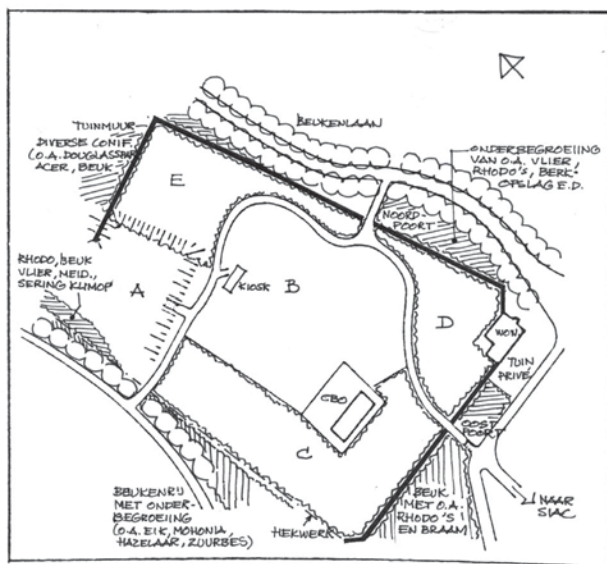 BEUKENLAAN
TUINMUUR
DIVERSE CONIF.
(O.A. DOUGLASSPAR
ACER, BEUK)
ONDERBEGROEIING
VAN O.A. VLIER,
RHODO'S, BERK-
OPSLAG E.D.
E
NOORD-
POORT
RHODO, BEUK
VLIER, MEID.,
SERING KLIMOP
A
KIOSK
B
D
WON
TUIN
PRIVÉ
CBO
OOST
POORT
C
BEUKENRIJ
MET ONDER-
BEGROEIING
(O.A. EIK, MOHONIA,
HAZELAAR, ZUURBES)
HEKWERK
BEUK
MET O.A.
RHODO'S
EN BRAAM
NAAR
SIAC